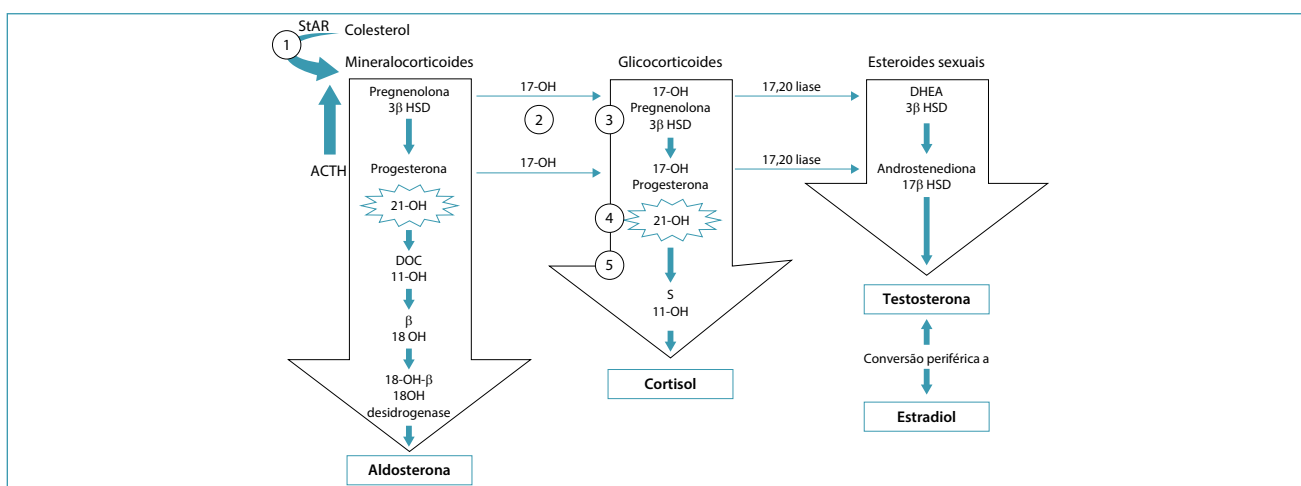 StAR
Colesterol
1
Mineralocorticoides
Glicocorticoides
Esteroides sexuais
Pregnenolona
3β HSD
17-OH
2
3
17-OH
Pregnenolona
3β HSD
17,20 liase
DHEA
3β HSD
ACTH
Progesterona
17-OH
17-OH
Progesterona
17,20 liase
Androstenediona
17β HSD
21-OH
4
21-OH
5
DOC
11-OH
S
11-OH
Testosterona
β
18 OH
Conversão periférica a
18-OH-β
18OH
desidrogenase
Cortisol
Estradiol
Aldosterona